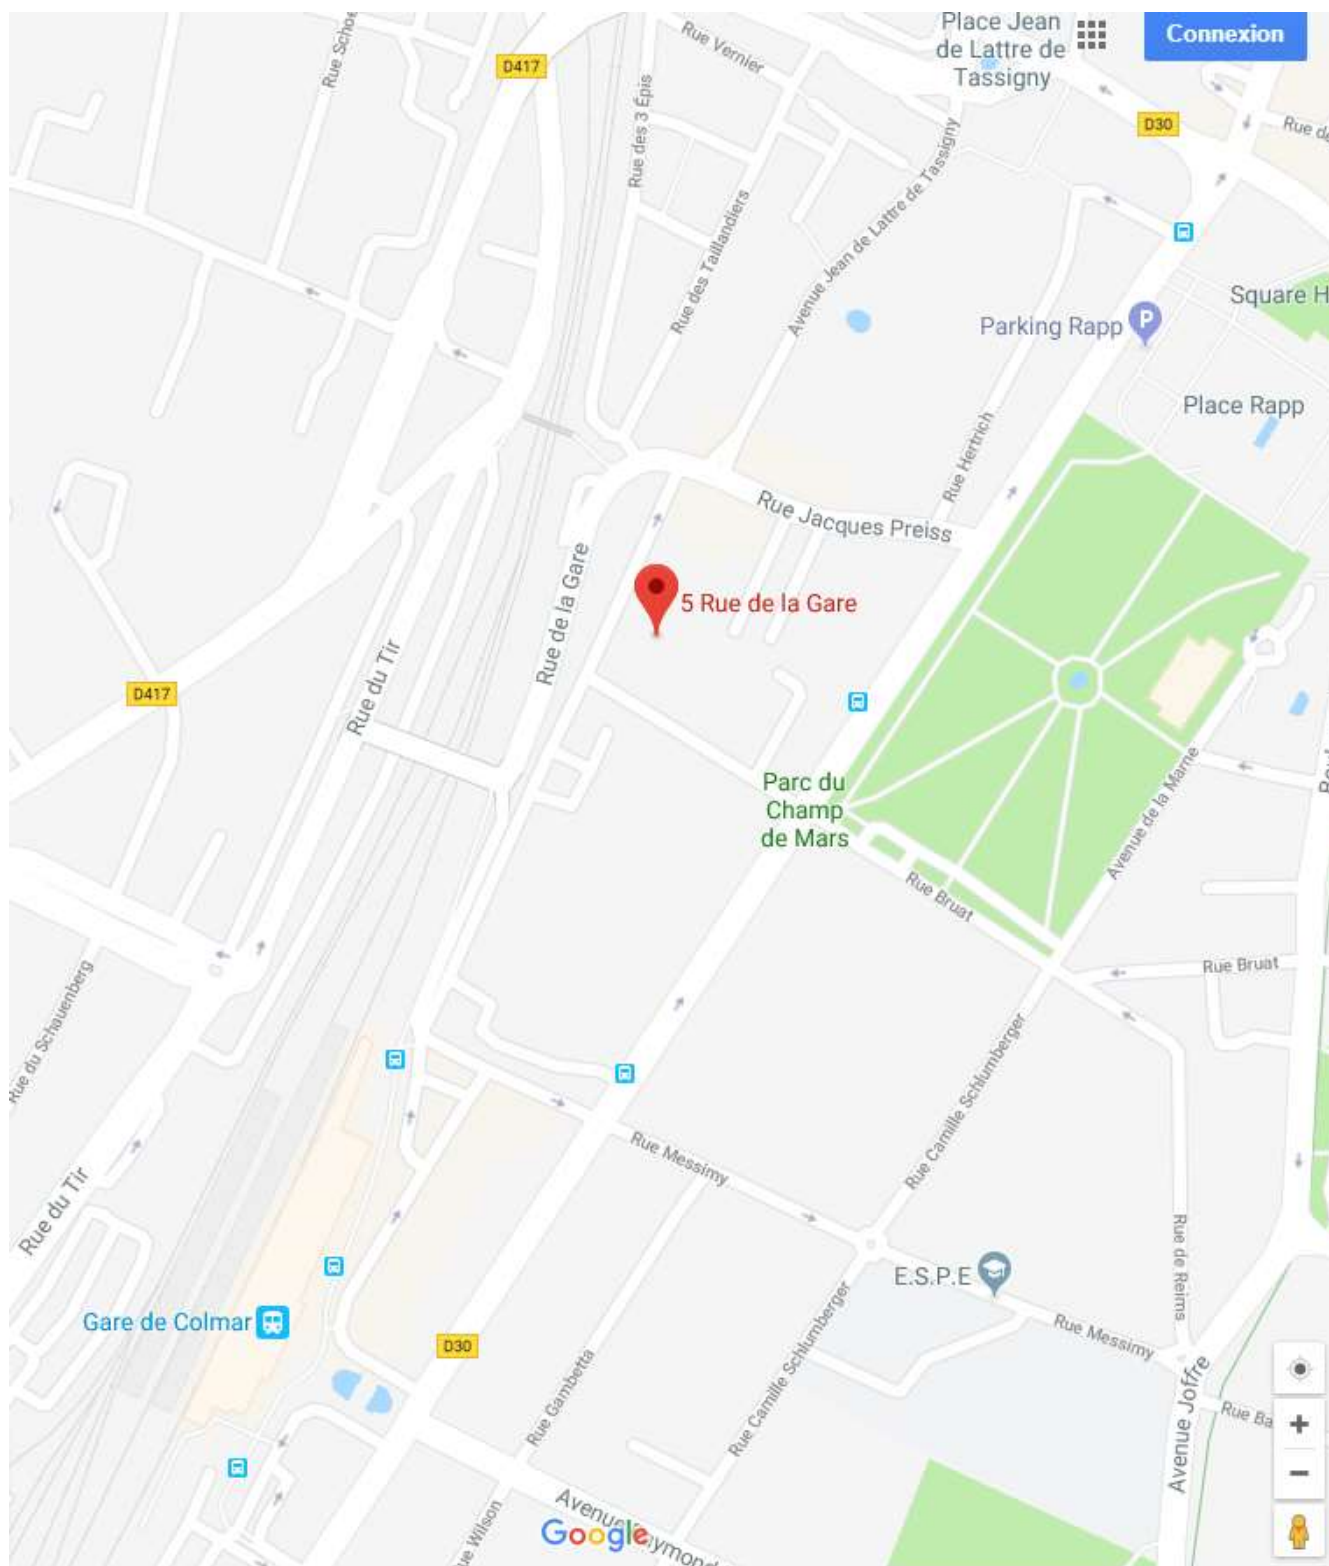 Place Jean
de Lattre de
Tassigny
Connexion
Rue Vernier
D417
Rue des 3 Épis
D30
Avenue Jean de Lattre de Tassigny
Rue des Taillandiers
Square H
Parking Rapp
P
Place Rapp
Rue Hertrich
Rue Jacques Preiss
Rue de la Gare
5 Rue de la Gare
Rue du Tir
D417
Parc du
Champ
de Mars
Avenue de la Marne
Rue Bruat
Rue Bruat
Rue du Schauenberg
Rue Camille Schlumberger
Rue Messimy
Rue du Tir
Rue de Reims
E.S.P.E
Gare de Colmar
D30
Rue Messimy
Rue Camille Schlumberger
Rue Gambetta
Avenue Joffre
Rue Ba
Avenue
Google